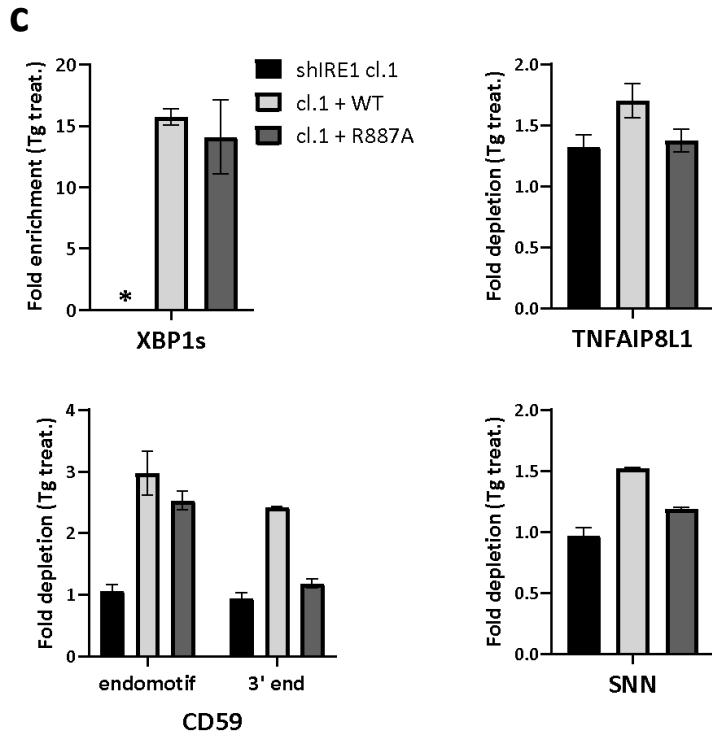 C
Fold enrichment (Tg treat.)
20
15
10
5
0
*
XBP1s
shIRE1 cl.1
cl.1 + WT
cl.1 + R887A
Fold depletion (Tg treat.)
2.0
1.5
1.0
0.5
0.0
TNFAIP8L1
Fold depletion (Tg treat.)
4
3
2
1
0
endomotif 3' end
CD59
Fold depletion (Tg treat.)
2.0
1.5
1.0
0.5
0.0
SNN